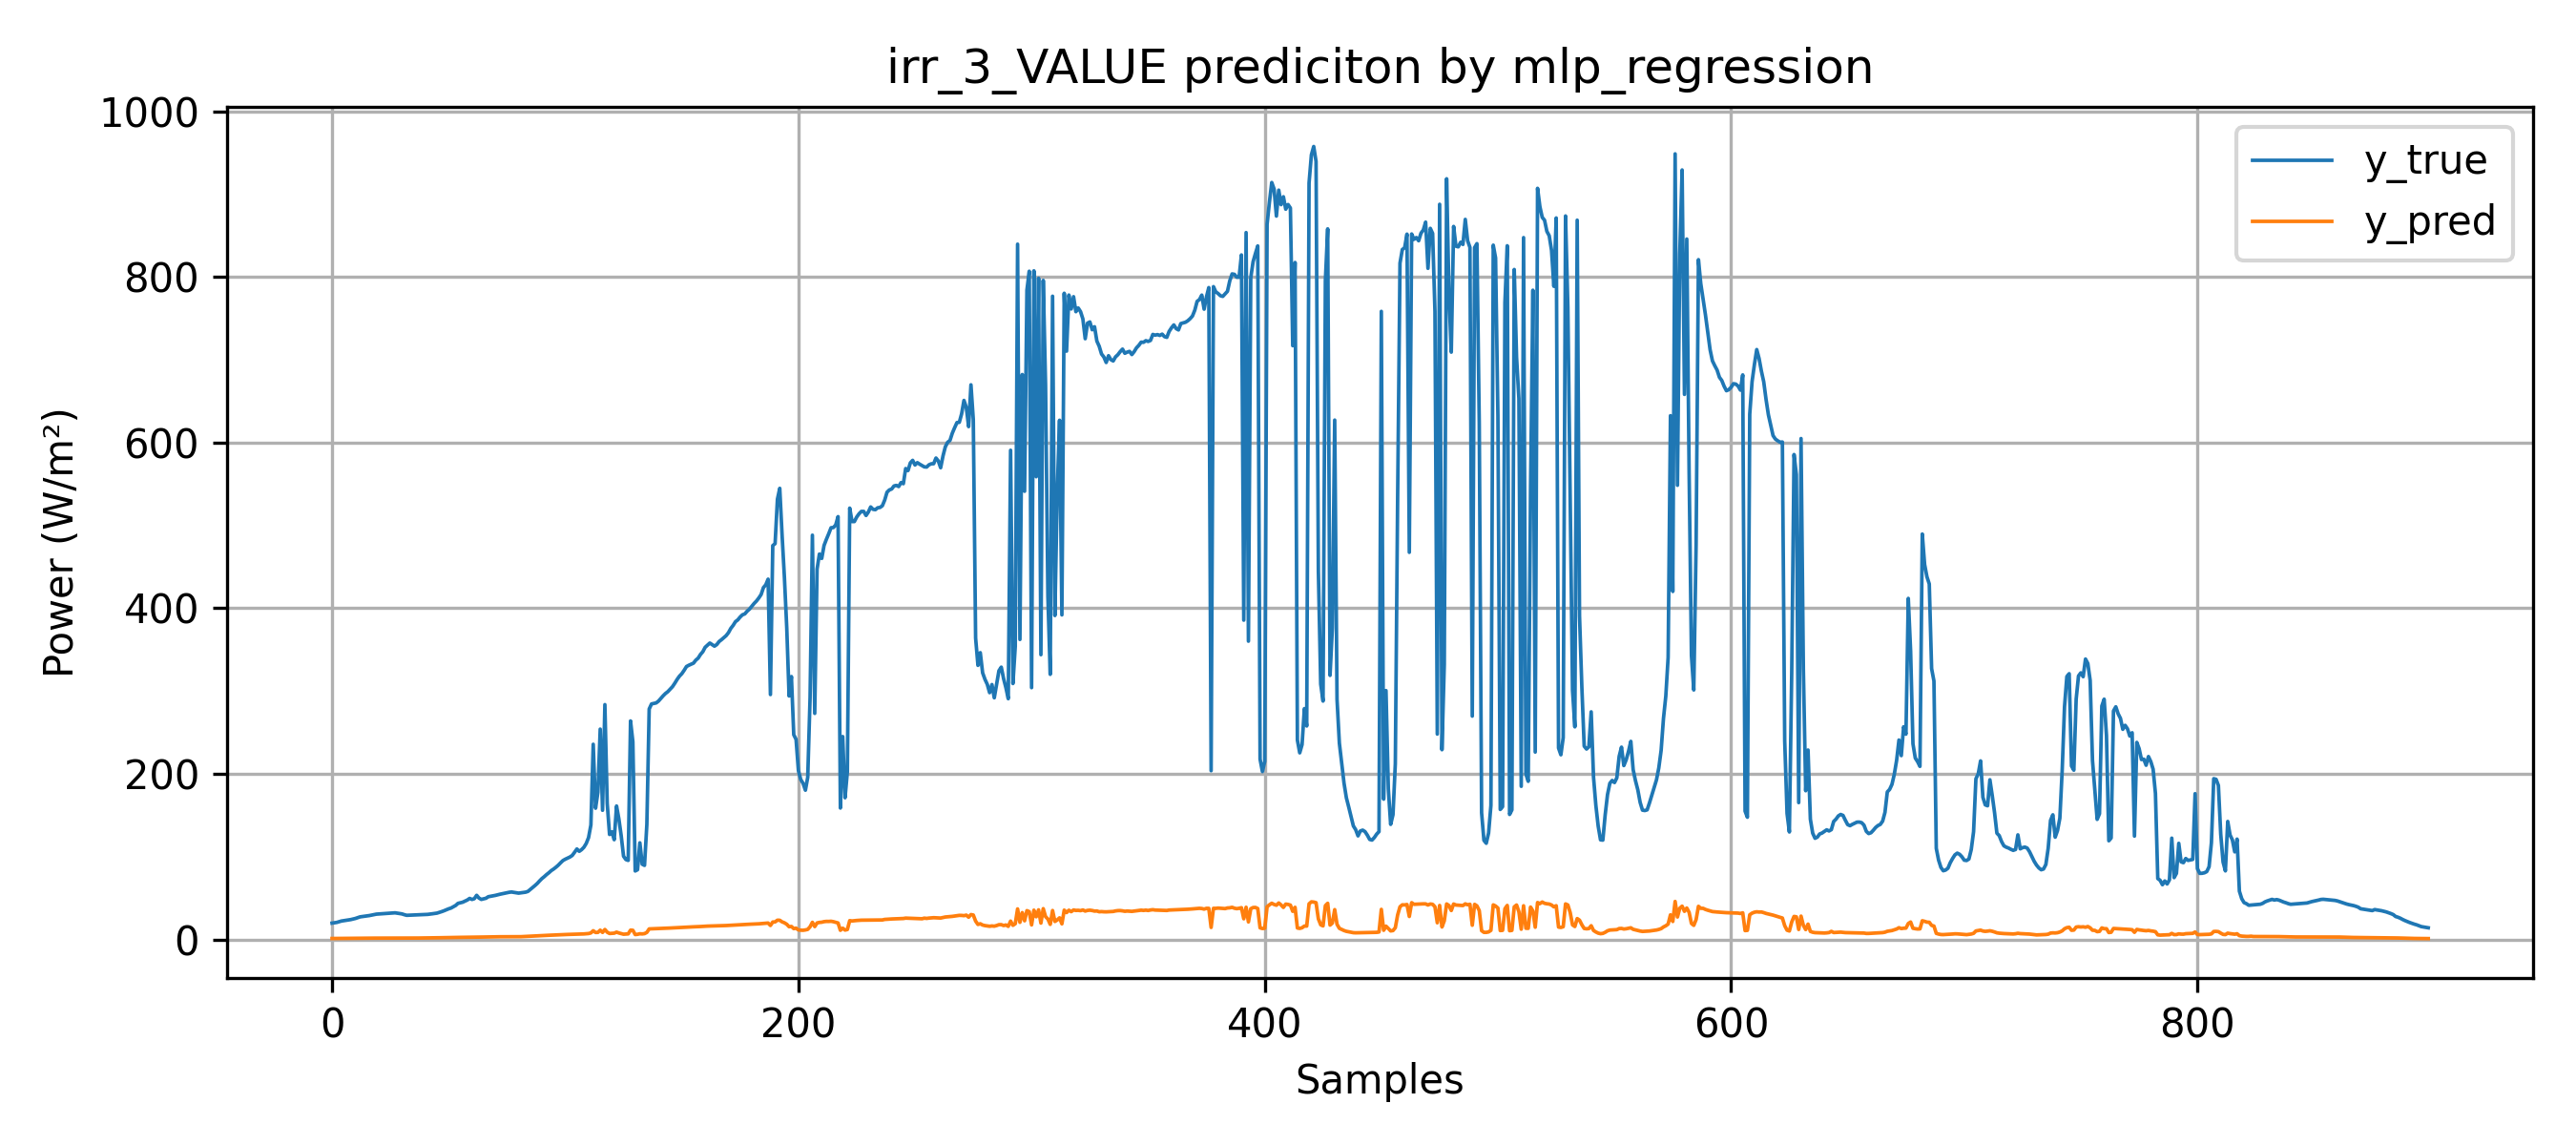 irr_3_VALUE prediciton by mlp_regression
1000
800
600
400
200
0
Power (W/m²)
y_true
y_pred
0 200 400 600 800
Samples